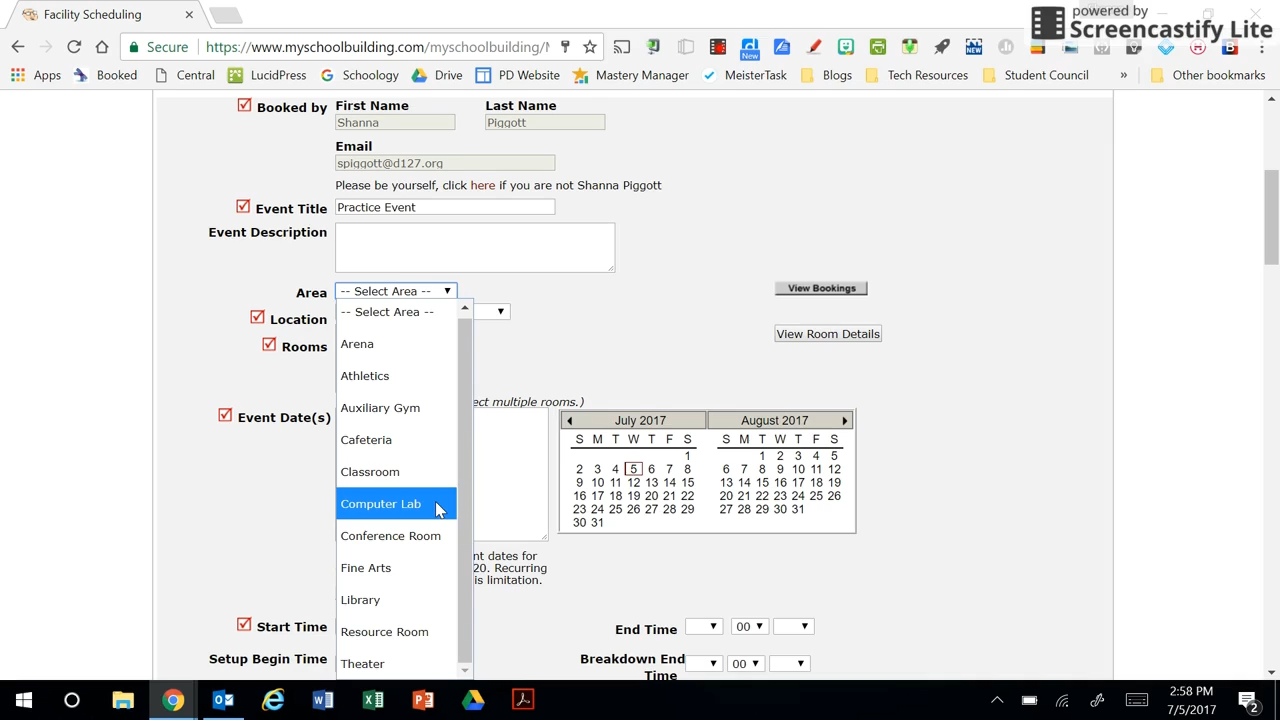 Facility Scheduling
powered by
Screencastify Lite
Secure
https://www.myschoolbuilding.com/myschoolbuilding/
New
NEW
Apps
Booked
Central
LucidPress
Schoology
Drive
PD Website
Mastery Manager
MeisterTask
Blogs
Tech Resources
Student Council
»
Other bookmarks
Booked by
First Name
Last Name
Shanna
Piggott
Email
spiggott@d127.org
Please be yourself, click here if you are not Shanna Piggott
Event Title
Practice Event
Event Description
Area
-- Select Area --
View Bookings
-- Select Area --
Location
View Room Details
Arena
Rooms
Athletics
ect multiple rooms.)
Auxiliary Gym
Event Date(s)
Cafeteria
Classroom
Computer Lab
Conference Room
Fine Arts
Library
Resource Room
Theater
July 2017
August 2017
S M T W T F S
S M T W T F S
1
1 2 3 4 5
2 3 4 5 6 7 8
6 7 8 9 10 11 12
9 10 11 12 13 14 15
13 14 15 16 17 18 19
16 17 18 19 20 21 22
20 21 22 23 24 25 26
23 24 25 26 27 28 29
27 28 29 30 31
30 31
nt dates for
20. Recurring
is limitation.
Start Time
End Time
00
Setup Begin Time
Breakdown End
Time
00
2:58 PM
7/5/2017
2